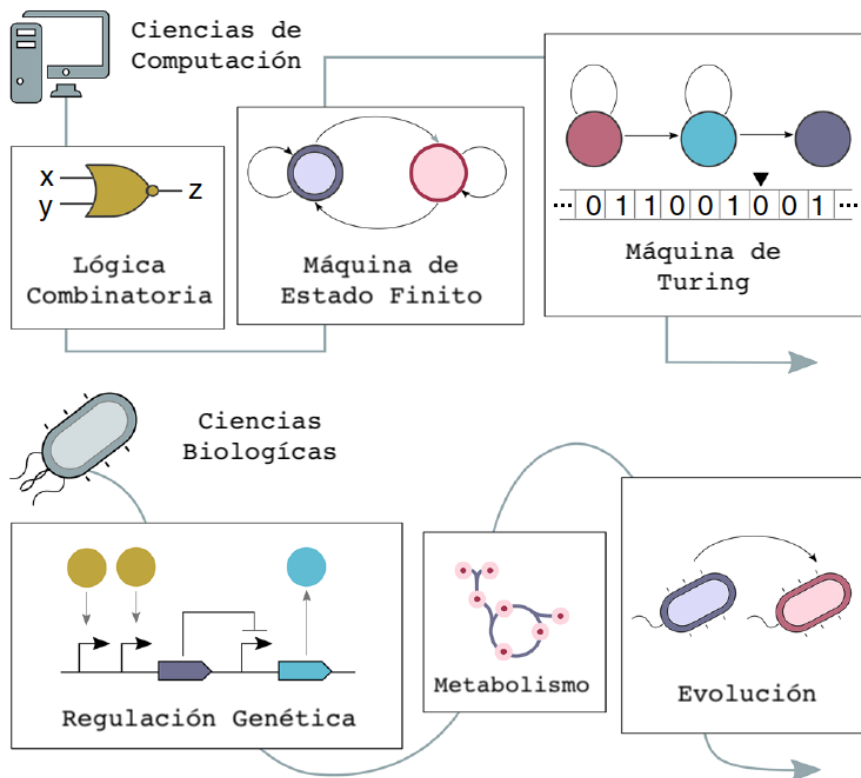 Ciencias de
Computación
x
y
z
Lógica
Combinatoria
Máquina de
Estado Finito
... 0 1 1 0 0 1 0 0 1 ...
Máquina de
Turing
Ciencias
Biologícas
Regulación Genética
Metabolismo
Evolución